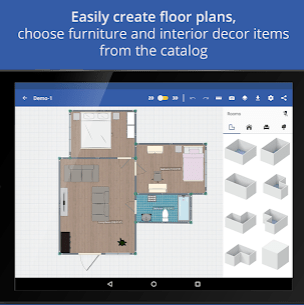 Easily create floor plans,
choose furniture and interior decor items
from the catalog
Demo-1
2D 3D
Rooms